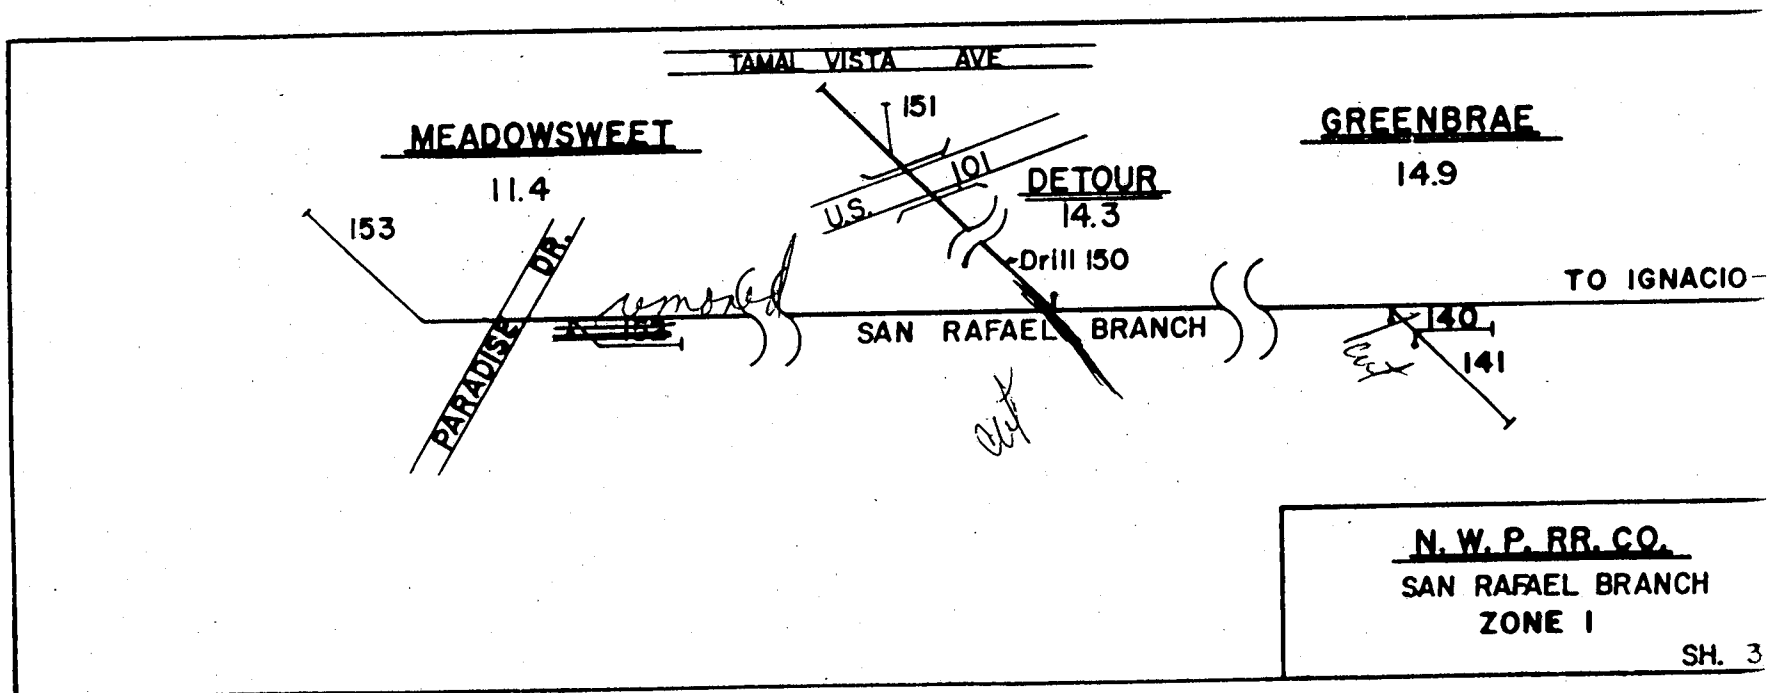 TAMAL VISTA AVE
MEADOWSWEET
11.4
151
U.S. 101
DETOUR
14.3
GREENBRAE
14.9
153
PARADISE DR.
removed
Drill 150
TO IGNACIO
SAN RAFAEL BRANCH
cut
140
cut
141
N. W. P. RR. CO.
SAN RAFAEL BRANCH
ZONE 1
SH. 3